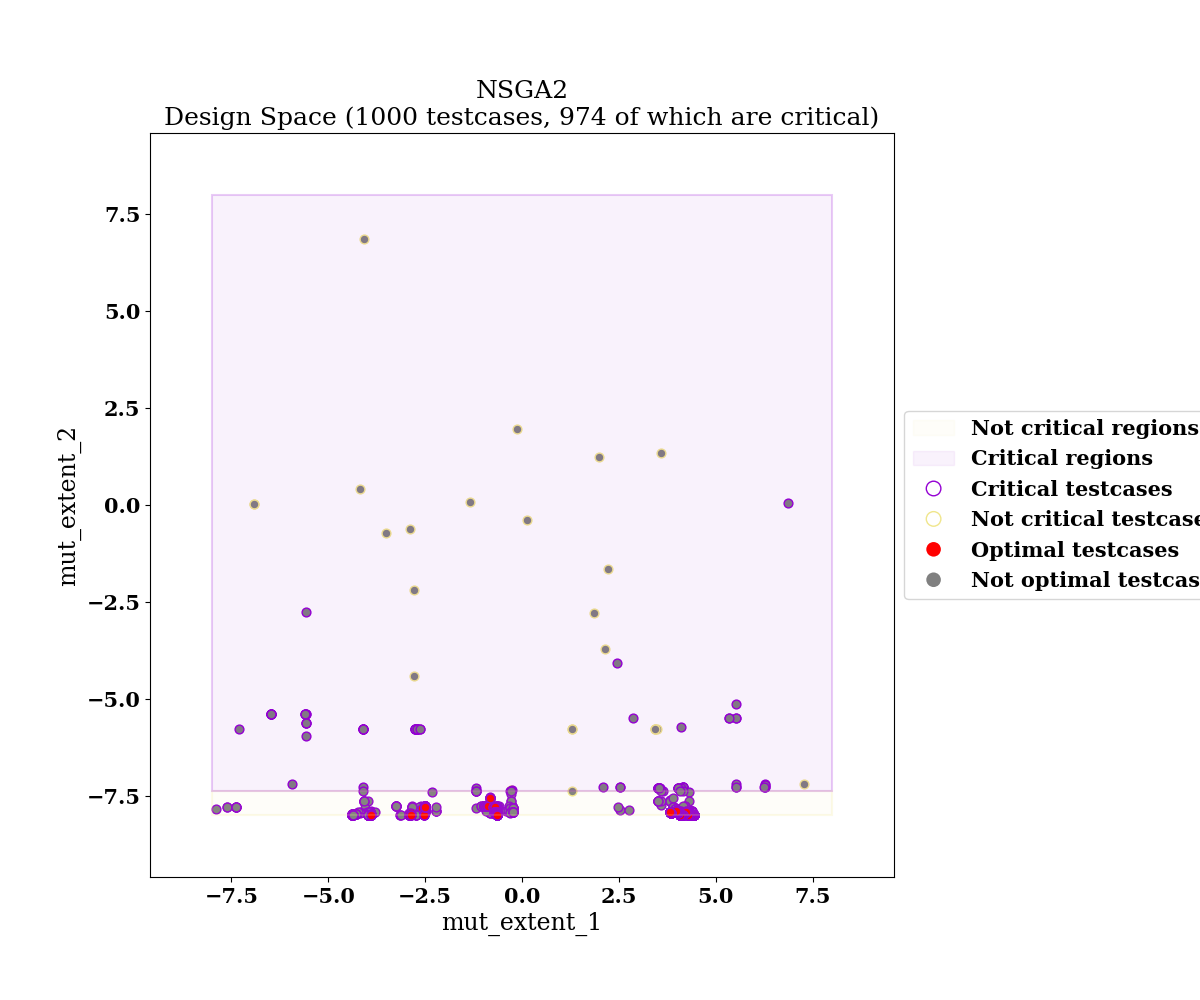 NSGA2
Design Space (1000 testcases, 974 of which are critical)
7.5
5.0
2.5
0.0
−2.5
−5.0
−7.5
mut_extent_2
−7.5 −5.0 −2.5 0.0 2.5 5.0 7.5
mut_extent_1
Not critical regions
Critical regions
Critical testcases
Not critical testcase
Optimal testcases
Not optimal testcas